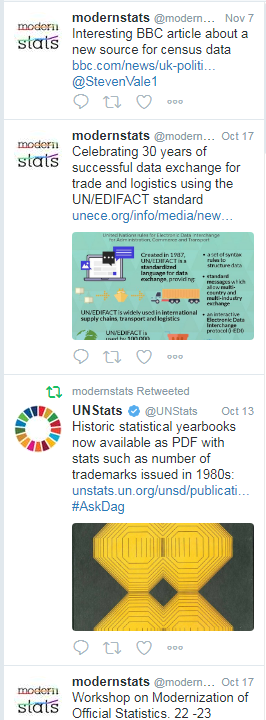 modern
stats
modernstats @modern... Nov 7
Interesting BBC article about a
new source for census data
bbc.com/news/uk-politi...
@StevenVale1
modern
stats
modernstats @modern... Oct 17
Celebrating 30 years of
successful data exchange for
trade and logistics using the
UN/EDIFACT standard
unece.org/info/media/new...
United Nations rules for Electronic Data Interchange
for Administration, Commerce and Transport
Created in 1987,
UN/EDIFACT is a
standardized
language for data
exchange, providing
• a set of syntax
rules to
structure data
• standard
messages which
allow multi-
country and
multi-industry
exchange
• an interactive
Electronic Data
Interchange
protocol (I-EDI)
UN/EDIFACT is widely used in international
supply chains, transport and logistics
UN/EDIFACT is
used by 100,000
modernstats Retweeted
UNStats @UNStats Oct 13
Historic statistical yearbooks
now available as PDF with
stats such as number of
trademarks issued in 1980s:
unstats.un.org/unsd/publicati...
#AskDag
modern
stats
modernstats @modern... Oct 17
Workshop on Modernization of
Official Statistics. 22 -23